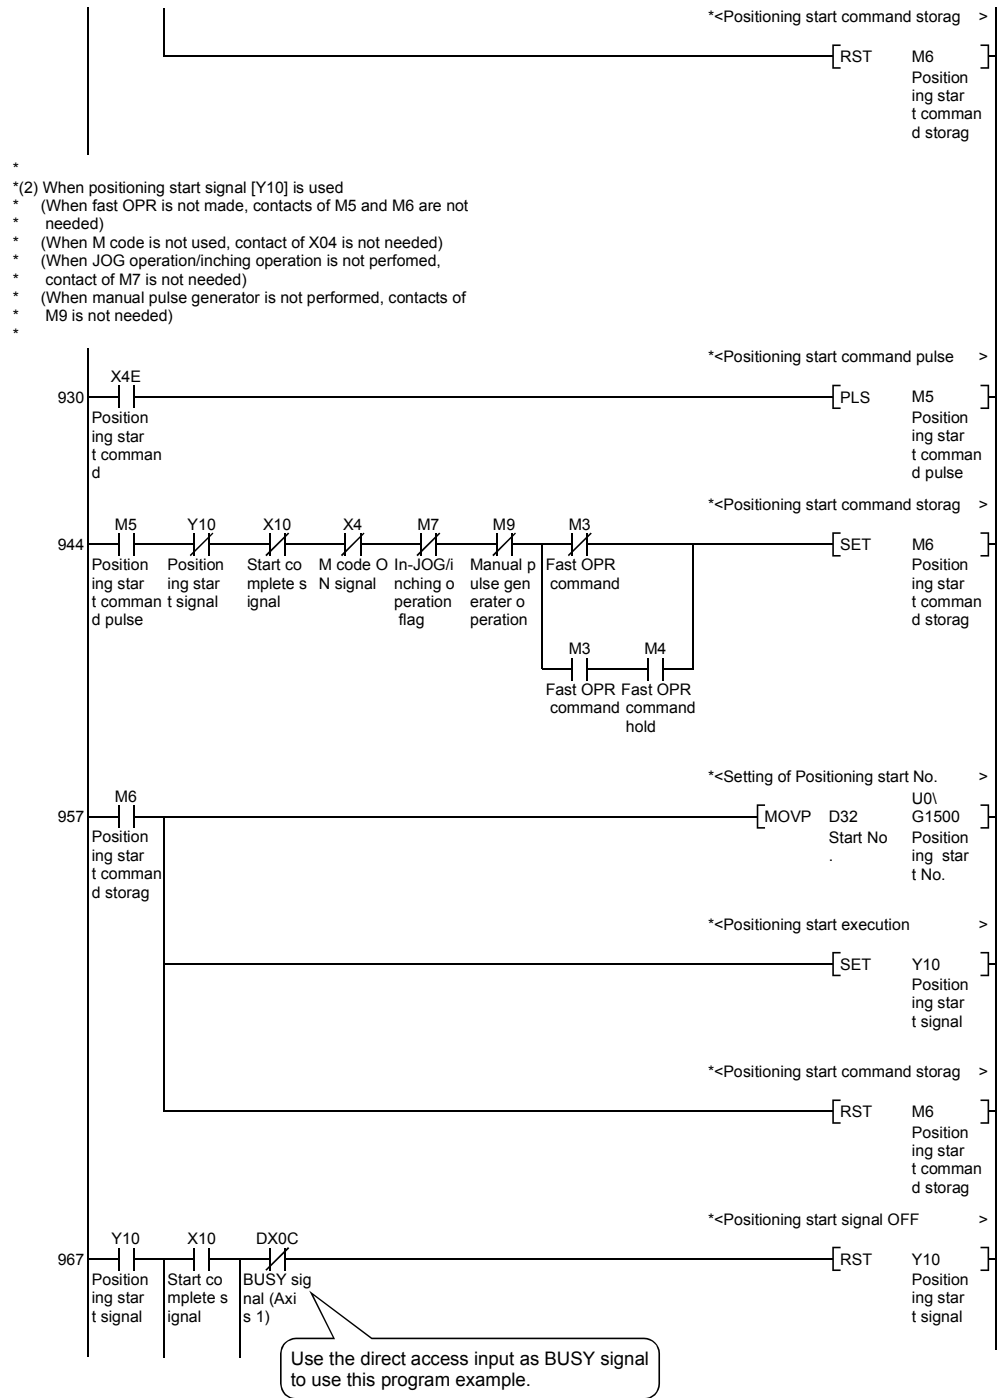 *<Positioning start command storag >
RST M6
Position
ing star
t comman
d storag
*
*(2) When positioning start signal [Y10] is used
* (When fast OPR is not made, contacts of M5 and M6 are not
* needed)
* (When M code is not used, contact of X04 is not needed)
* (When JOG operation/inching operation is not perfomed,
* contact of M7 is not needed)
* (When manual pulse generator is not performed, contacts of
* M9 is not needed)
*
*<Positioning start command pulse >
X4E
930 PLS M5
Position
ing star
t comman
d
Position
ing star
t comman
d pulse
*<Positioning start command storag >
M5 Y10 X10 X4 M7 M9 M3
944 SET M6
Position
ing star
t comman
d pulse
Position
ing star
t signal
Start co
mplete s
ignal
M code O
N signal
In-JOG/i
nching o
peration
flag
Manual p
ulse gen
erater o
peration
Fast OPR
command
Position
ing star
t comman
d storag
M3 M4
Fast OPR
command
Fast OPR
command
hold
*<Setting of Positioning start No. >
M6
957 MOVP D32 U0\
G1500
Position
ing star
t comman
d storag
Start No
.
Position
ing star
t No.
*<Positioning start execution >
SET Y10
Position
ing star
t signal
*<Positioning start command storag >
RST M6
Position
ing star
t comman
d storag
*<Positioning start signal OFF >
Y10 X10 DX0C
967 RST Y10
Position
ing star
t signal
Start co
mplete s
ignal
BUSY sig
nal (Axi
s 1)
Position
ing star
t signal
Use the direct access input as BUSY signal
to use this program example.